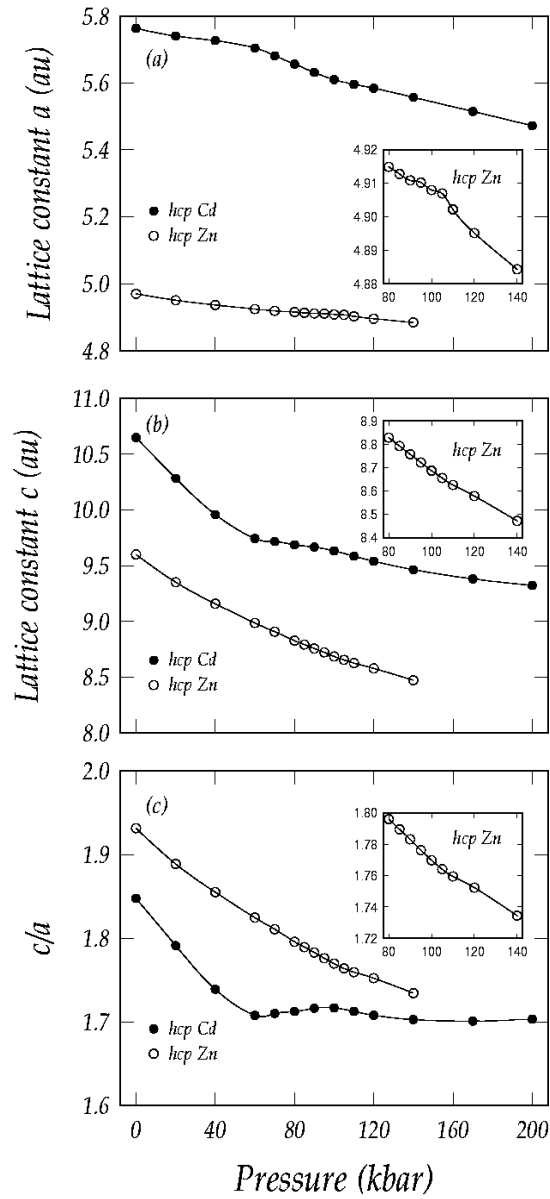 5.8
5.6
5.4
5.2
5.0
4.8
Lattice constant a (au)
(a)
hcp Cd
hcp Zn
4.92
4.91
4.90
4.89
4.88
80 100 120 140
hcp Zn
11.0
10.5
10.0
9.5
9.0
8.5
8.0
Lattice constant c (au)
(b)
hcp Cd
hcp Zn
8.9
8.8
8.7
8.6
8.5
8.4
80 100 120 140
hcp Zn
2.0
1.9
1.8
1.7
1.6
c/a
(c)
hcp Cd
hcp Zn
1.80
1.78
1.76
1.74
1.72
80 100 120 140
hcp Zn
0 40 80 120 160 200
Pressure (kbar)